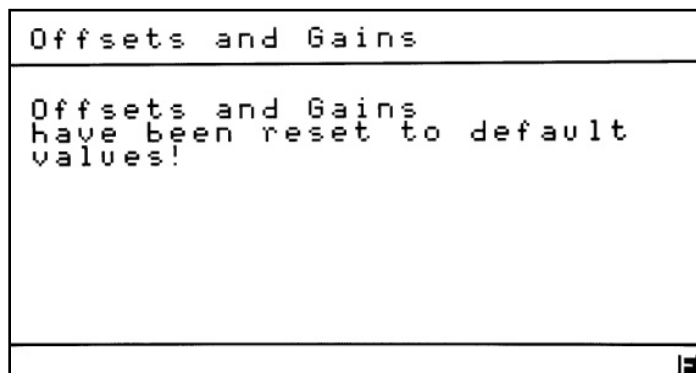 Offsets and Gains
Offsets and Gains
have been reset to default
values!